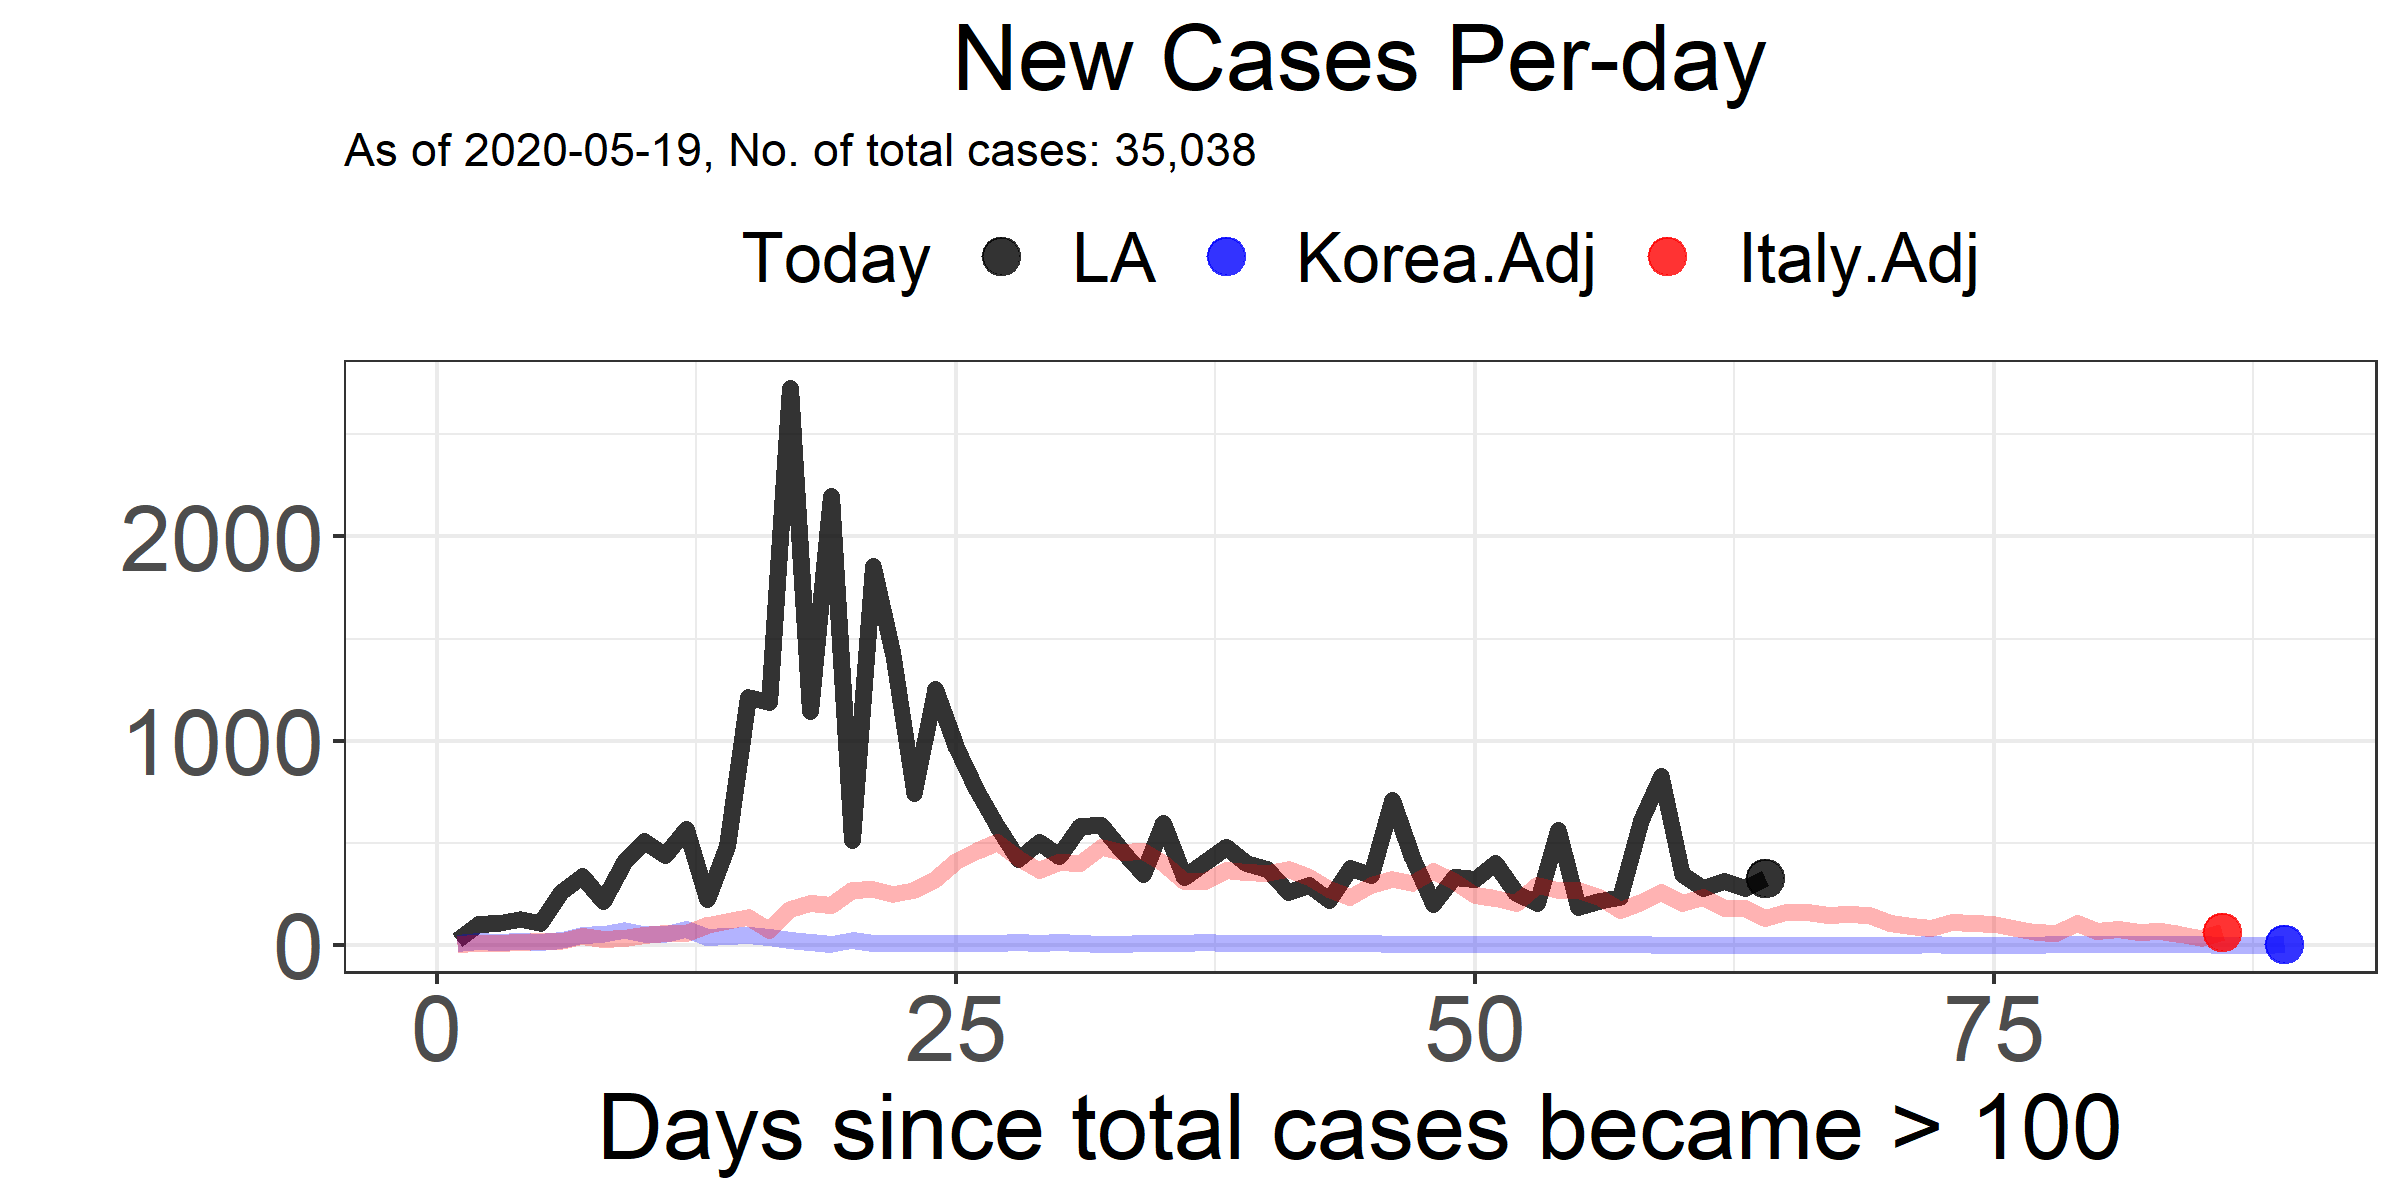 New Cases Per-day
As of 2020-05-19, No. of total cases: 35,038
Today LA Korea.Adj Italy.Adj
2000
1000
0
0 25 50 75
Days since total cases became > 100